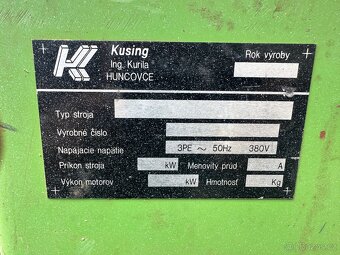 Kusing
Ing. Kurila
HUNCOVCE
Rok výroby
Typ stroja
Výrobné číslo
Napájacie napätie 3PE ~ 50Hz 380V
Príkon stroja kW Menovitý prúd A
Výkon motorov kW Hmotnosť Kg